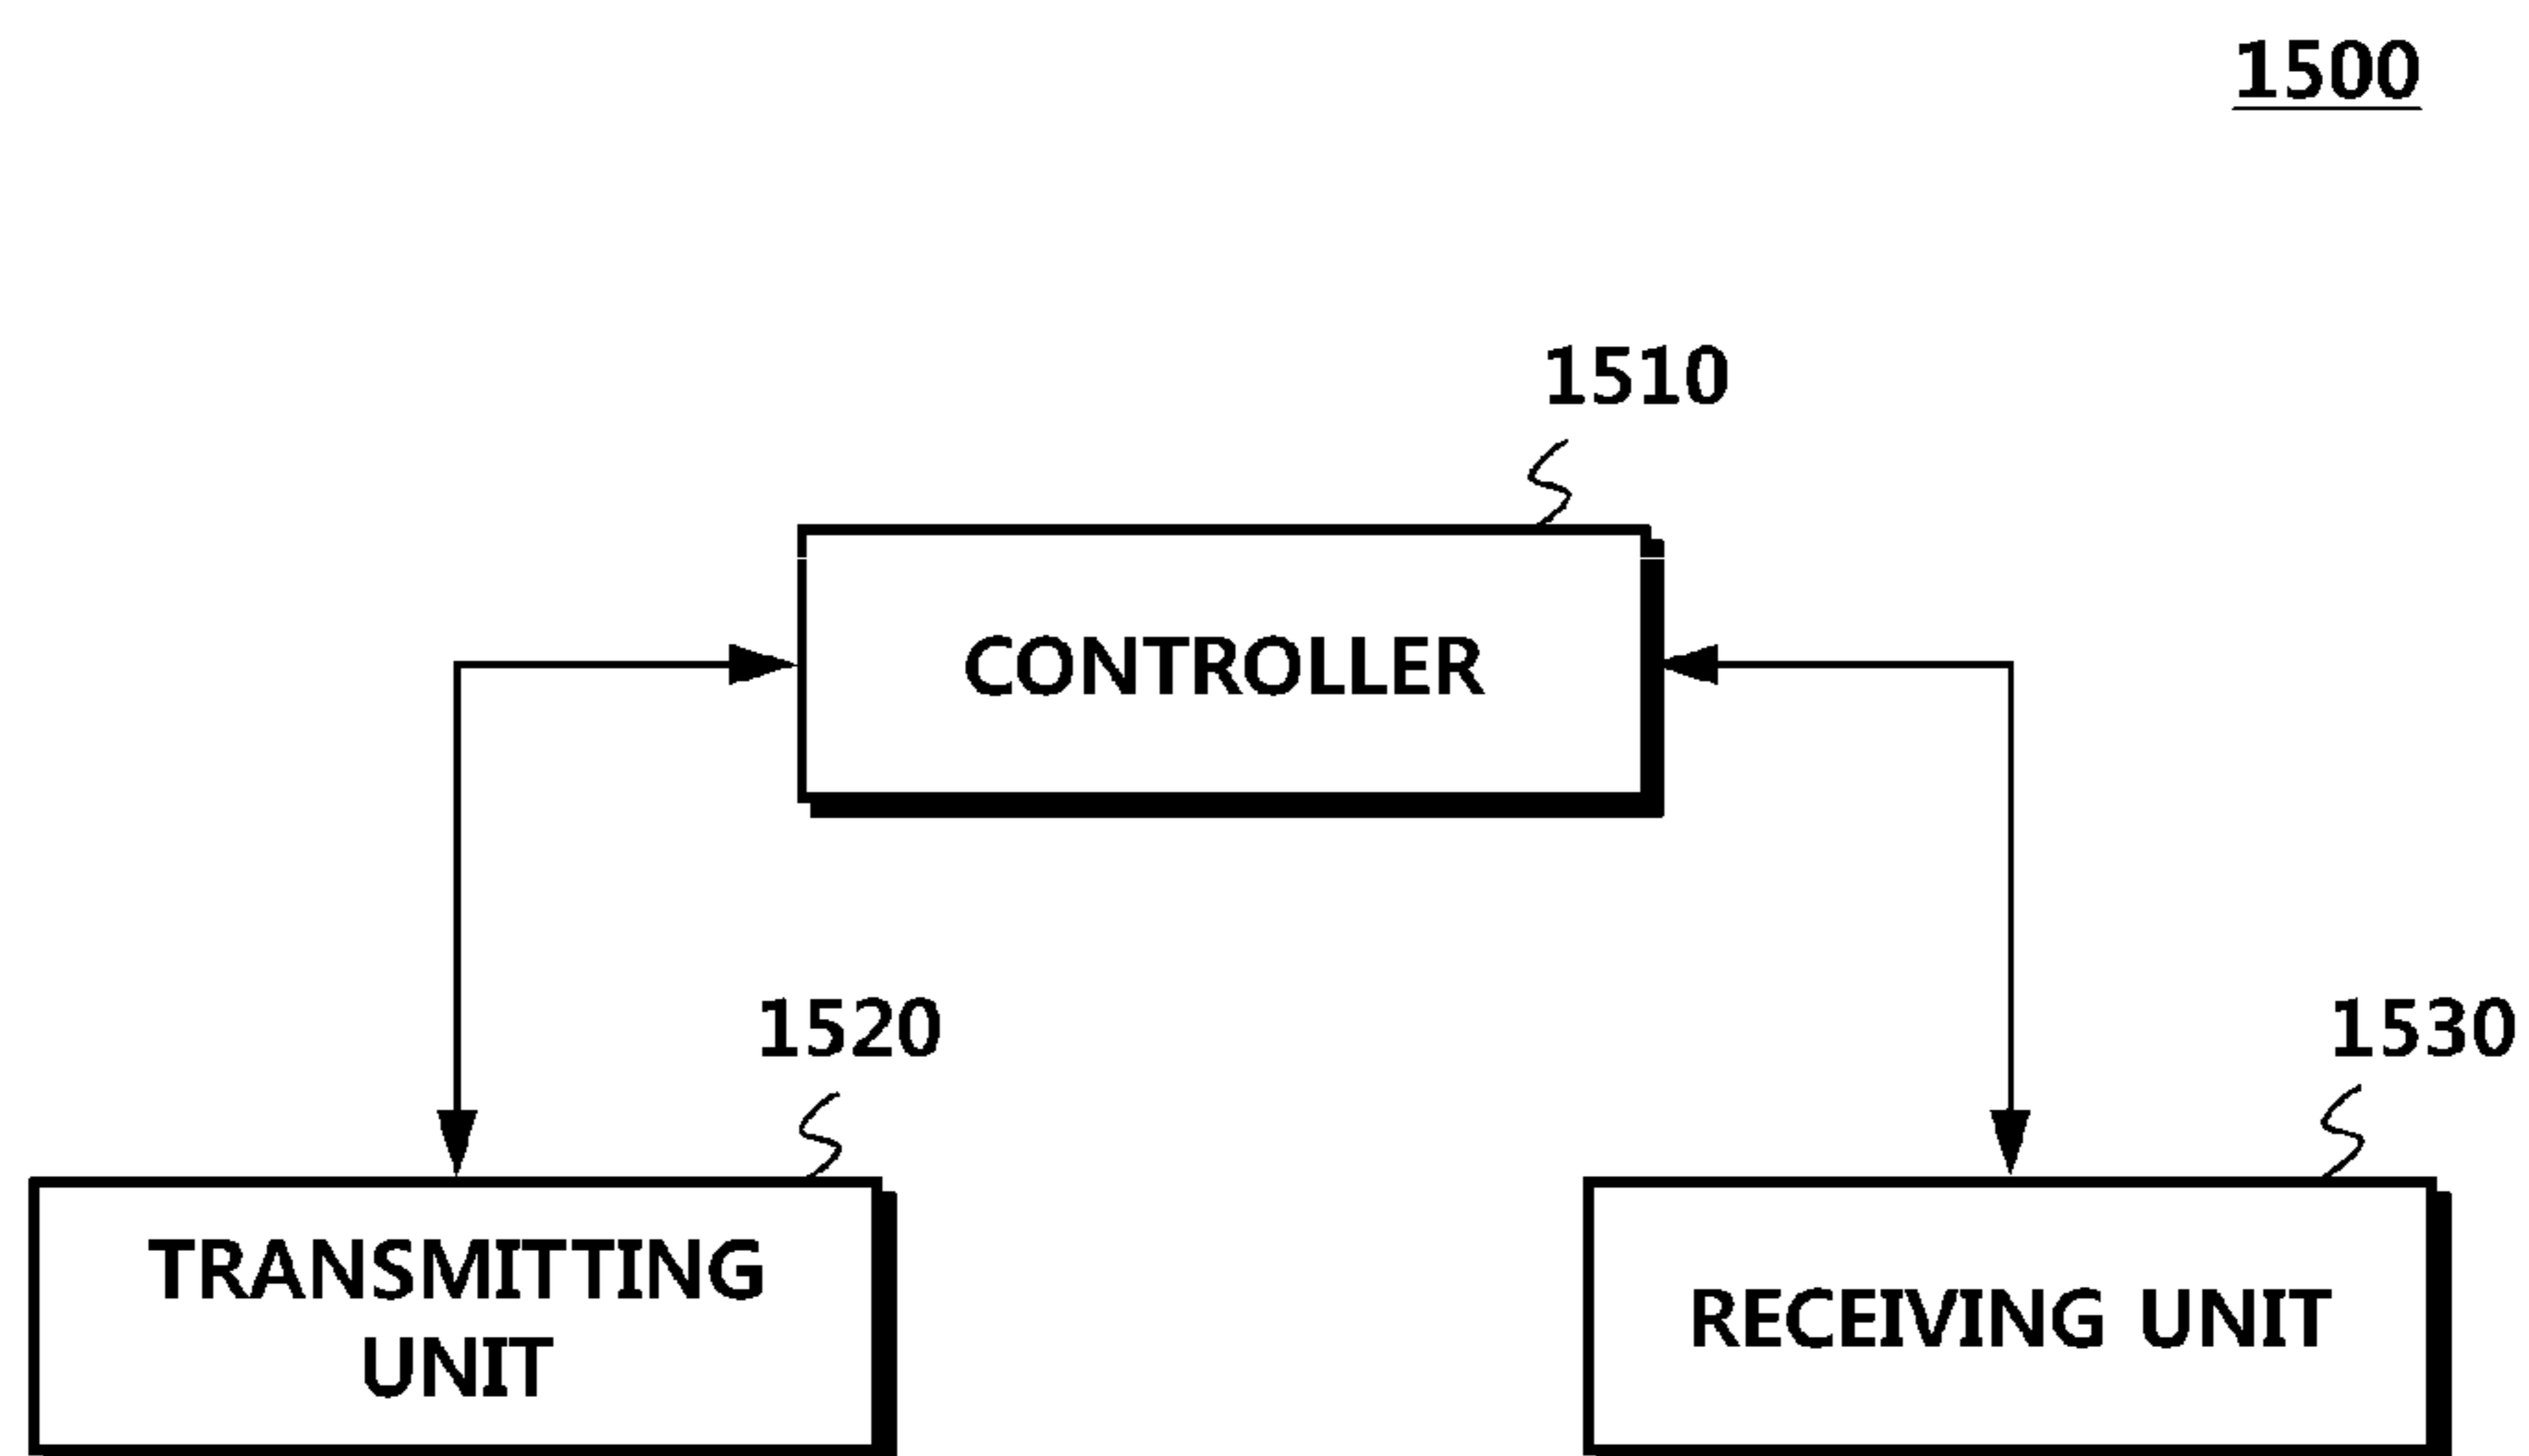 1500
1510
CONTROLLER
1520
1530
TRANSMITTING
UNIT
RECEIVING UNIT